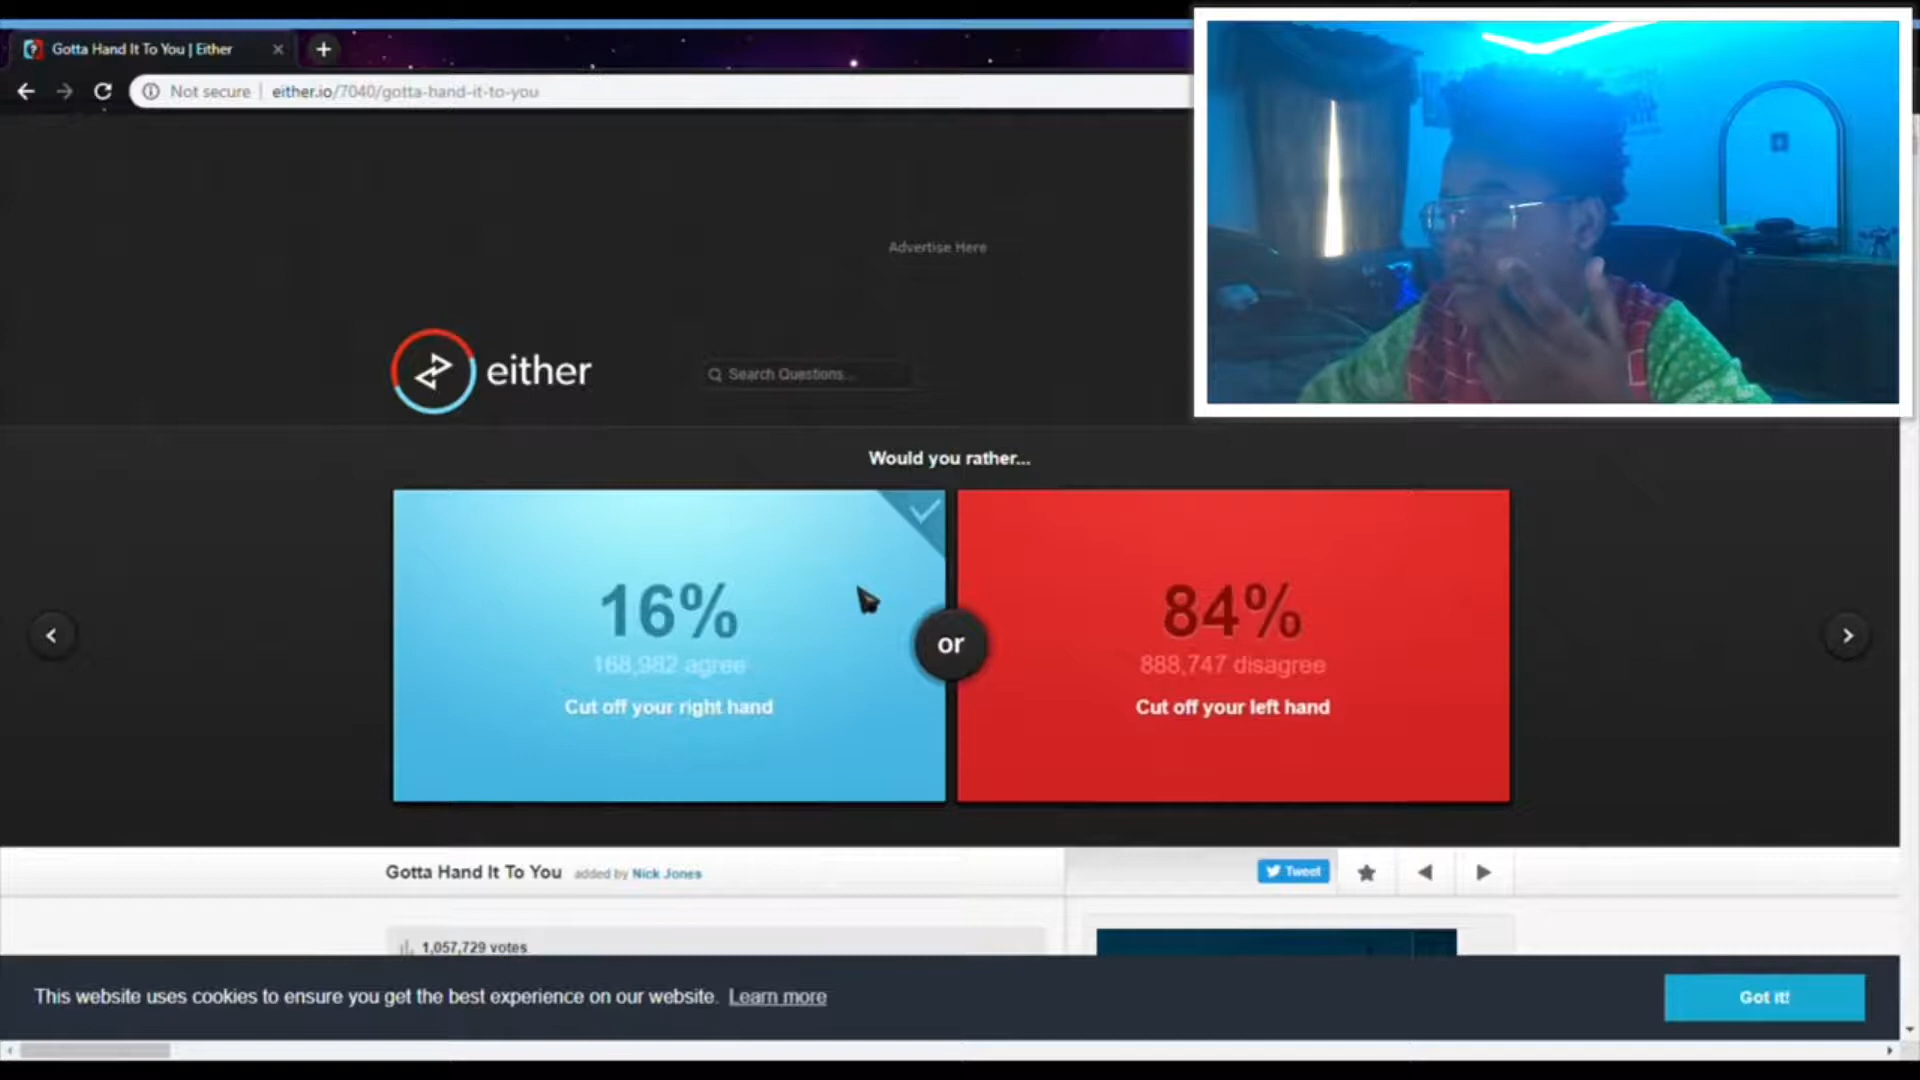 Gotta Hand It To You | Either
Not secure | either.io/7040/gotta-hand-it-to-you
Advertise Here
either
Search Questions...
Would you rather...
16%
168,982 agree
Cut off your right hand
or
84%
888,747 disagree
Cut off your left hand
Gotta Hand It To You added by Nick Jones
Tweet
1,057,729 votes
This website uses cookies to ensure you get the best experience on our website. Learn more
Got it!